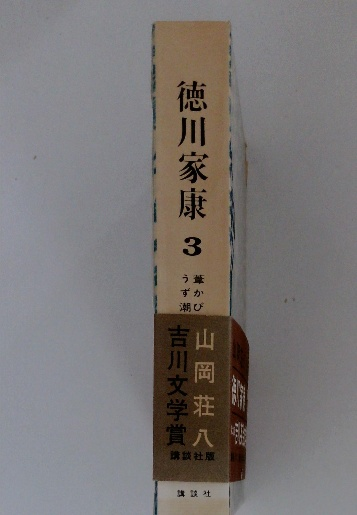 徳川家康
3
葦かび
うず潮
山岡荘八
吉川文学賞
講談社版
講談社